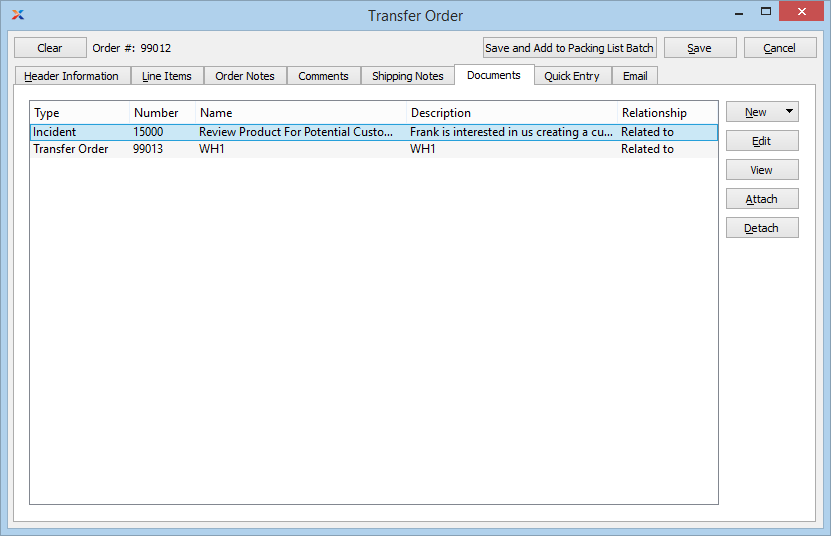 Transfer Order
Clear Order #: 99012 Save and Add to Packing List Batch Save Cancel
Header Information Line Items Order Notes Comments Shipping Notes Documents Quick Entry Email
Type Number Name Description Relationship
Incident 15000 Review Product For Potential Custo... Frank is interested in us creating a cu... Related to
Transfer Order 99013 WH1 WH1 Related to
New
Edit
View
Attach
Detach